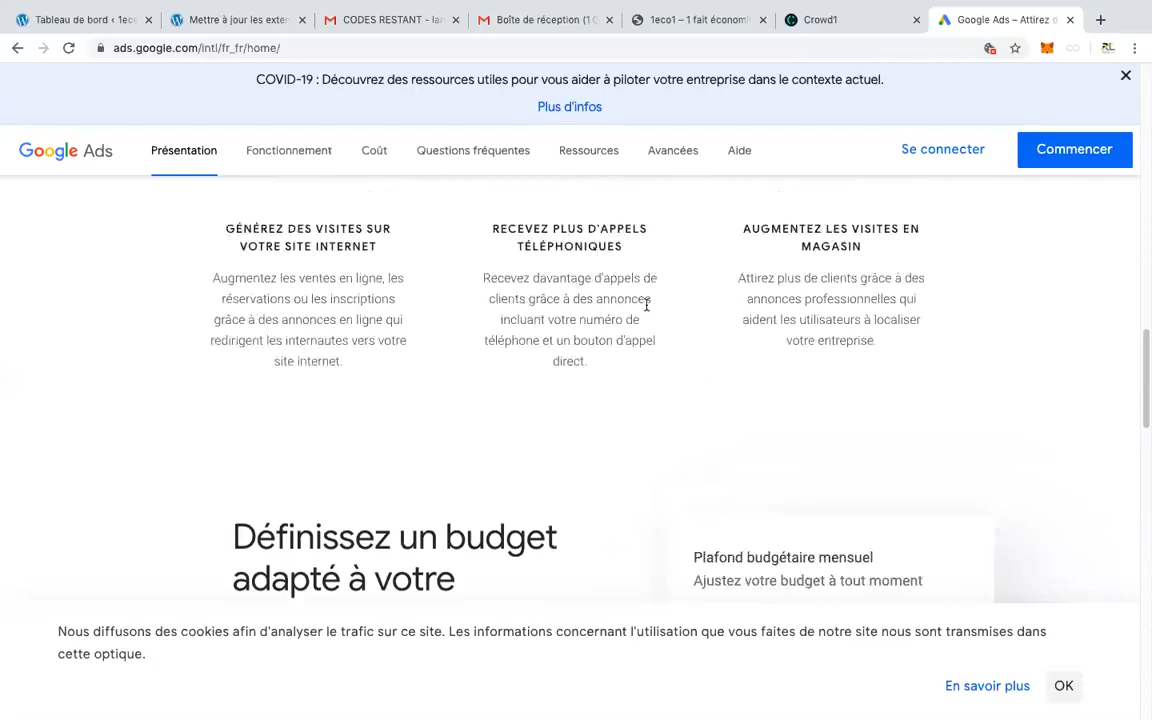 Tableau de bord ‹ 1ec
Mettre à jour les exter
CODES RESTANT - lar
Boîte de réception (1
1eco1 – 1 fait économi
Crowd1
Google Ads – Attirez d
ads.google.com/intl/fr_fr/home/
COVID-19 : Découvrez des ressources utiles pour vous aider à piloter votre entreprise dans le contexte actuel.
Plus d'infos
Google Ads
Présentation
Fonctionnement
Coût
Questions fréquentes
Ressources
Avancées
Aide
Se connecter
Commencer
GÉNÉREZ DES VISITES SUR
VOTRE SITE INTERNET
Augmentez les ventes en ligne, les
réservations ou les inscriptions
grâce à des annonces en ligne qui
redirigent les internautes vers votre
site internet.
RECEVEZ PLUS D'APPELS
TÉLÉPHONIQUES
Recevez davantage d'appels de
clients grâce à des annonces
incluant votre numéro de
téléphone et un bouton d'appel
direct.
AUGMENTEZ LES VISITES EN
MAGASIN
Attirez plus de clients grâce à des
annonces professionnelles qui
aident les utilisateurs à localiser
votre entreprise.
Définissez un budget
adapté à votre
Plafond budgétaire mensuel
Ajustez votre budget à tout moment
Nous diffusons des cookies afin d'analyser le trafic sur ce site. Les informations concernant l'utilisation que vous faites de notre site nous sont transmises dans
cette optique.
En savoir plus
OK